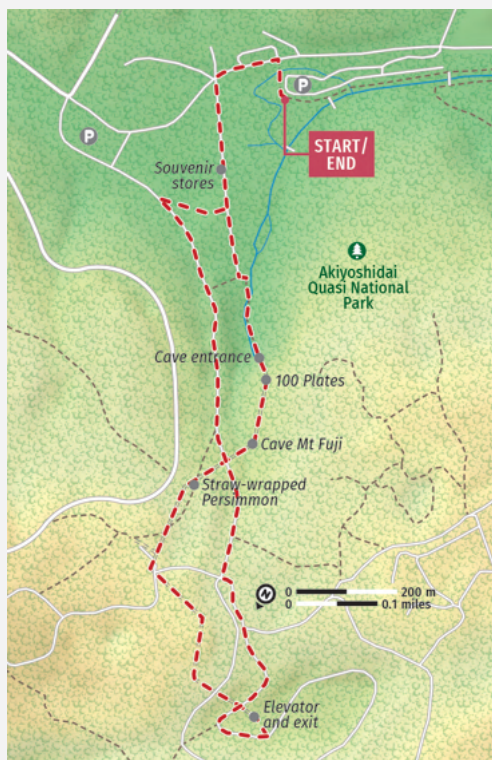 P
P
START/
END
Souvenir
stores
Akiyoshidai
Quasi National
Park
Cave entrance
100 Plates
Cave Mt Fuji
Straw-wrapped
Persimmon
N
0 200 m
0 0.1 miles
Elevator
and exit